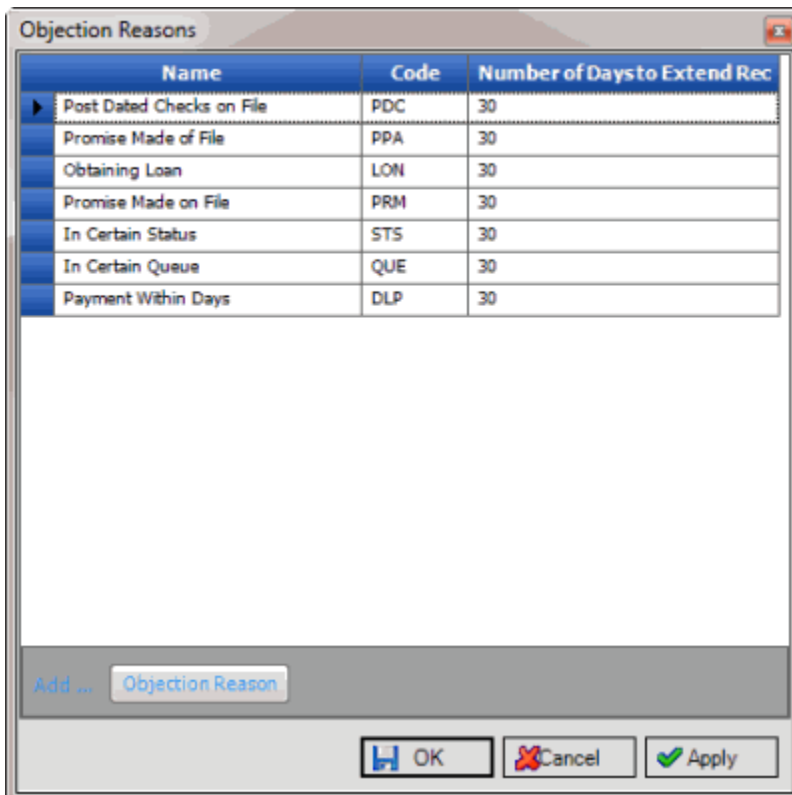 Objection Reasons
Name Code Number of Days to Extend Rec
Post Dated Checks on File PDC 30
Promise Made of File PPA 30
Obtaining Loan LON 30
Promise Made on File PRM 30
In Certain Status STS 30
In Certain Queue QUE 30
Payment Within Days DLP 30
Add ... Objection Reason
OK Cancel Apply